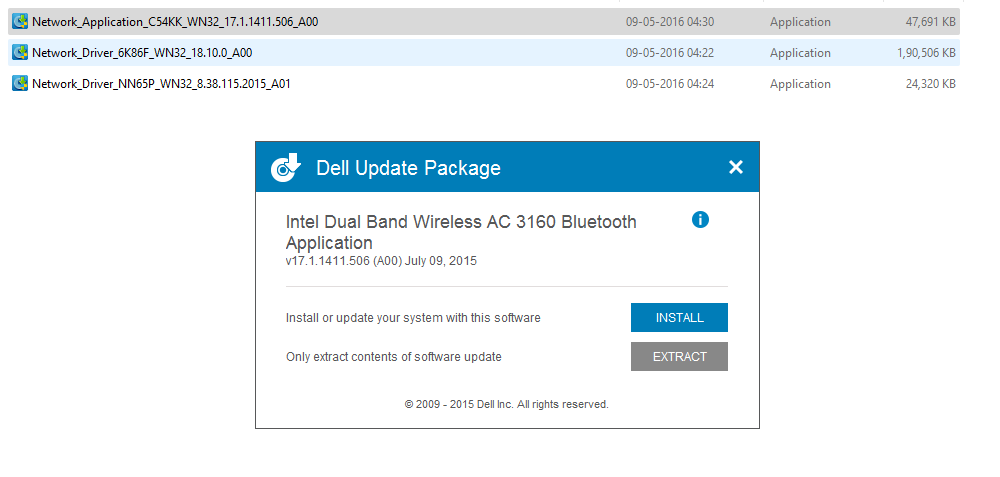 Network_Application_C54KK_WN32_17.1.1411.506_A00 09-05-2016 04:30 Application 47,691 KB
Network_Driver_6K86F_WN32_18.10.0_A00 09-05-2016 04:22 Application 1,90,506 KB
Network_Driver_NN65P_WN32_8.38.115.2015_A01 09-05-2016 04:24 Application 24,320 KB
Dell Update Package
Intel Dual Band Wireless AC 3160 Bluetooth
Application
v17.1.1411.506 (A00) July 09, 2015
Install or update your system with this software INSTALL
Only extract contents of software update EXTRACT
© 2009 - 2015 Dell Inc. All rights reserved.